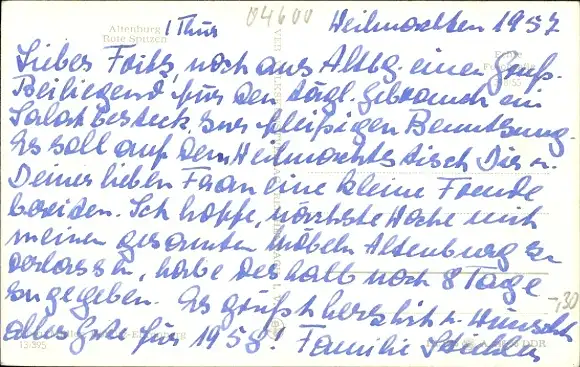 04600
Altenburg / Thür
Rote Spitzen
Weihnachten 1957
Liebes Fritz, noch aus Altbg. einen Gruß.
Beiliegend, für den tägl. gebrauch ein
Salatbesteck, zur fleißigen Benutzung.
Es soll auf dem Weihnachtstisch Dir u.
Deiner lieben Frau eine kleine Freude
bereiten. Ich hoffe, nächste Woche mit
meinen gesamten Möbeln Altenburg zu
verlassen, habe deshalb noch 8 Tage
zugegeben. Es grüßt herzlich u. wünscht
-,30
alles Gute für 1958! Familie
13/395
DDR